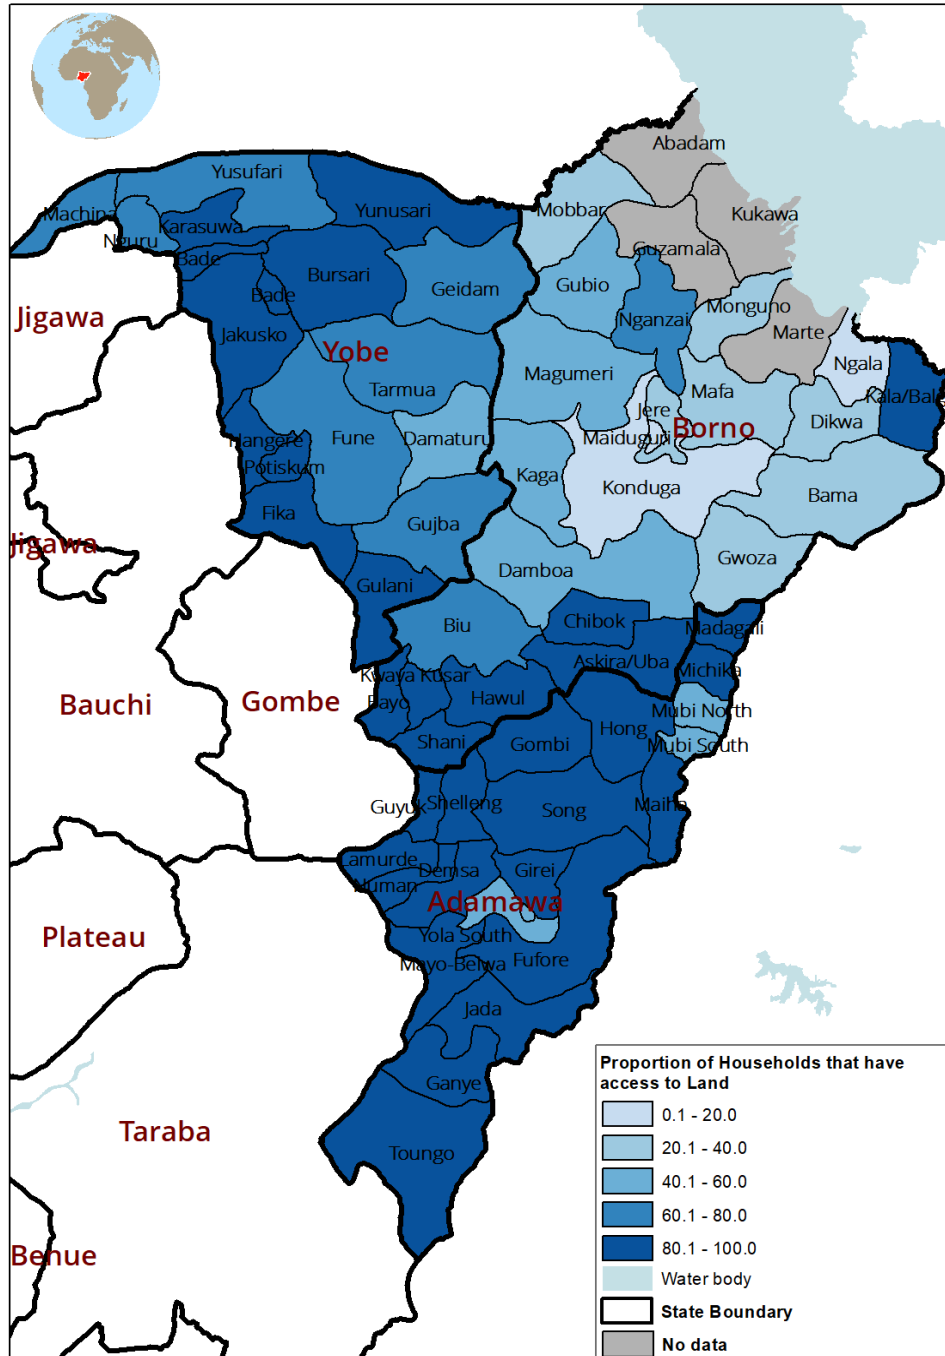 Abadam
Yusufari
Kukawa
Machina
Yunusari
Mobbar
Karasuwa
Nguru
Guzamala
Bade
Bursari
Gubio
Geidam
Bade
Nganzai
Monguno
Jigawa
Marte
Jakusko
Yobe
Ngala
Magumeri
Tarmua
Mafa
Kala/Balg
Jere
Dikwa
Borno
Nangere
Fune
Damaturu
Maiduguri
Potiskum
Kaga
Konduga
Bama
Fika
Gujba
Jigawa
Gwoza
Damboa
Gulani
Chibok
Biu
Madagali
Askira/Uba
Michika
Kwaya Kusar
Bauchi
Gombe
Bayo
Hawul
Mubi North
Hong
Shani
Gombi
Mubi South
Guyuk
Shelleng
Song
Maiha
Lamurde
Demsa
Girei
Numan
Adamawa
Plateau
Yola South
Mayo-Belwa
Fufore
Jada
Ganye
Taraba
Toungo
Benue
Proportion of Households that have
access to Land
0.1 - 20.0
20.1 - 40.0
40.1 - 60.0
60.1 - 80.0
80.1 - 100.0
Water body
State Boundary
No data